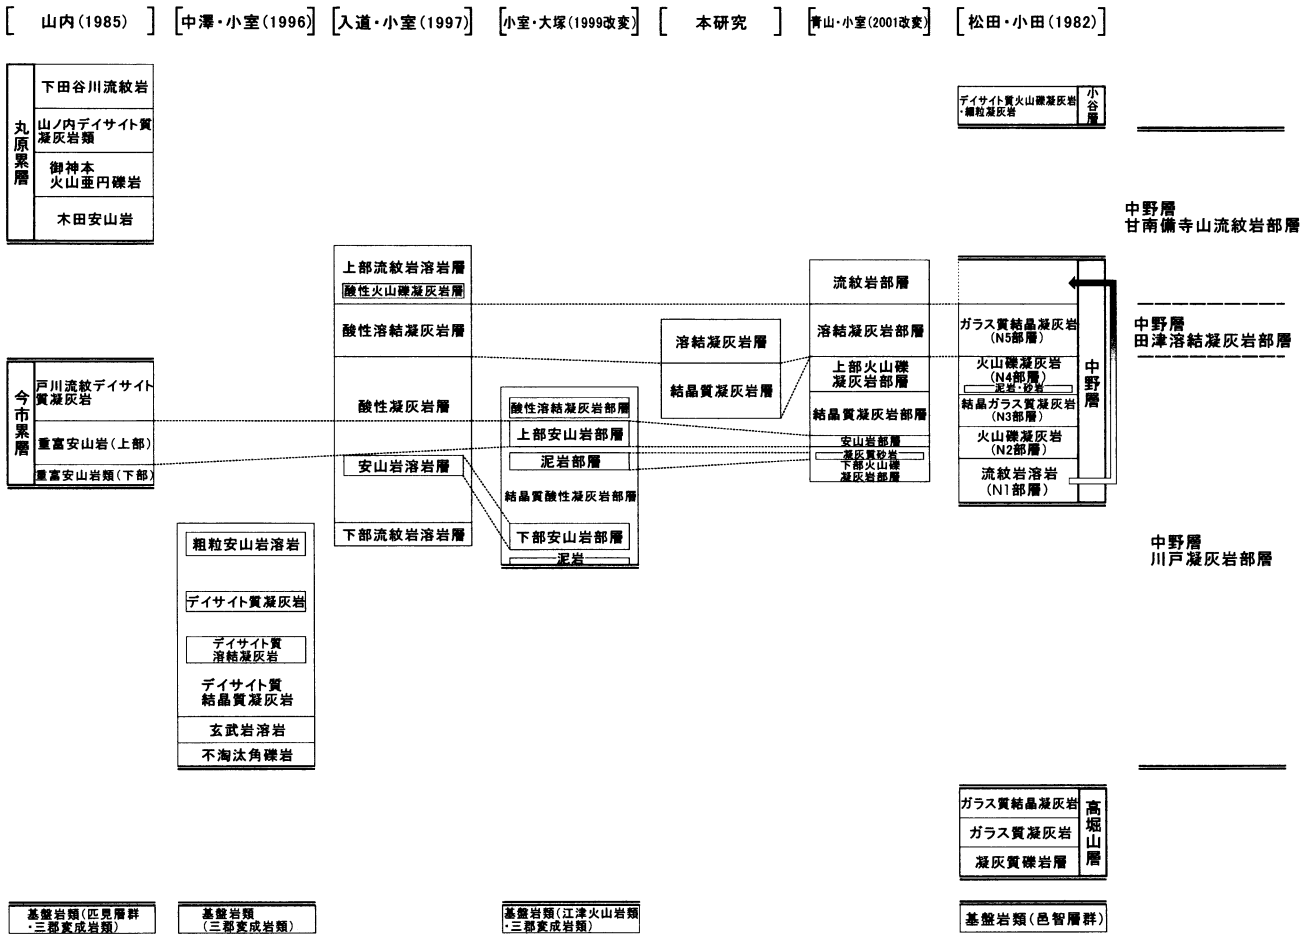 [ 山内(1985) ]
[ 中澤・小室(1996) ]
[ 入道・小室(1997) ]
[ 小室・大塚(1999改変) ]
[ 本研究 ]
[ 青山・小室(2001改変) ]
[ 松田・小田(1982) ]
丸原累層
下田谷川流紋岩
山ノ内デイサイト質
凝灰岩類
御神本
火山亜円礫岩
木田安山岩
今市累層
戸川流紋デイサイト
質凝灰岩
重富安山岩(上部)
重富安山岩類(下部)
基盤岩類(匹見層群
・三郡変成岩類)
粗粒安山岩溶岩
デイサイト質凝灰岩
デイサイト質
溶結凝灰岩
デイサイト質
結晶質凝灰岩
玄武岩溶岩
不淘汰角礫岩
基盤岩類
(三郡変成岩類)
上部流紋岩溶岩層
酸性火山礫凝灰岩層
酸性溶結凝灰岩層
酸性凝灰岩層
安山岩溶岩層
下部流紋岩溶岩層
酸性溶結凝灰岩部層
上部安山岩部層
泥岩部層
結晶質酸性凝灰岩部層
下部安山岩部層
泥岩
基盤岩類(江津火山岩類
・三郡変成岩類)
溶結凝灰岩層
結晶質凝灰岩層
流紋岩部層
溶結凝灰岩部層
上部火山礫
凝灰岩部層
結晶質凝灰岩部層
安山岩部層
凝灰質砂岩
下部火山礫
凝灰岩部層
デイサイト質火山礫凝灰岩
・細粒凝灰岩
小谷層
ガラス質結晶凝灰岩
(N5部層)
火山礫凝灰岩
(N4部層)
泥岩・砂岩
結晶ガラス質凝灰岩
(N3部層)
火山礫凝灰岩
(N2部層)
流紋岩溶岩
(N1部層)
中野層
ガラス質結晶凝灰岩
ガラス質凝灰岩
凝灰質礫岩層
高堀山層
基盤岩類(邑智層群)
中野層
甘南備寺山流紋岩部層
中野層
田津溶結凝灰岩部層
中野層
川戸凝灰岩部層